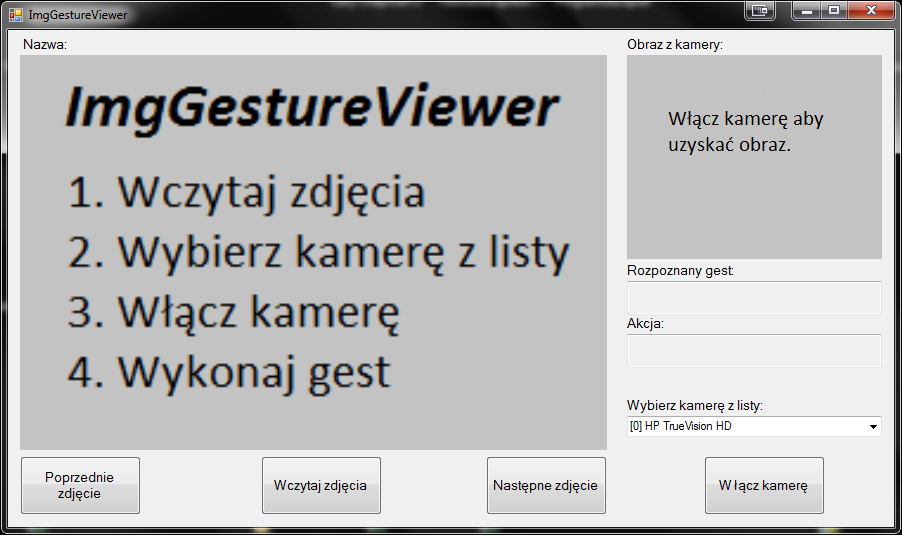 ImgGestureViewer
Nazwa:
ImgGestureViewer
1. Wczytaj zdjęcia
2. Wybierz kamerę z listy
3. Włącz kamerę
4. Wykonaj gest
Obraz z kamery:
Włącz kamerę aby
uzyskać obraz.
Rozpoznany gest:
Akcja:
Wybierz kamerę z listy:
[0] HP TrueVision HD
Poprzednie
zdjęcie
Wczytaj zdjęcia
Następne zdjęcie
Włącz kamerę